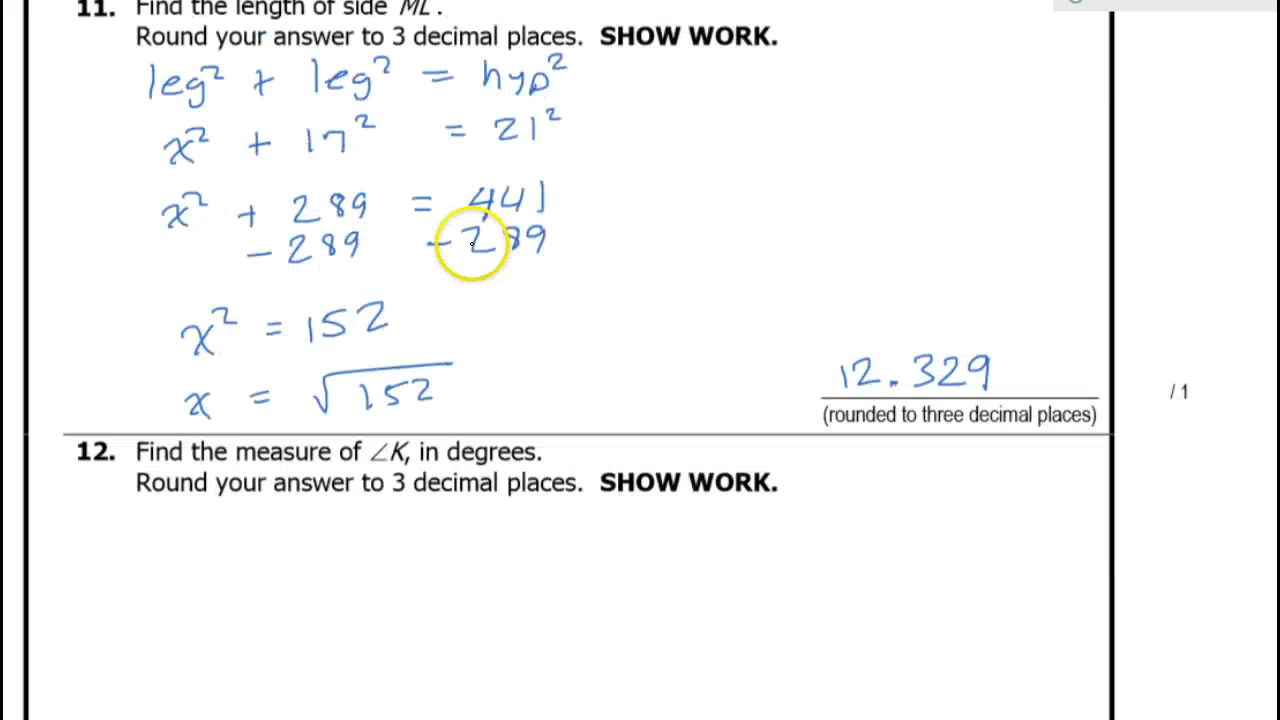 11. Find the length of side ML.
Round your answer to 3 decimal places. SHOW WORK.
leg² + leg² = hyp²
x² + 17² = 21²
x² + 289 = 441
- 289 - 289
x² = 152
x = √152
12.329
(rounded to three decimal places)
/1
12. Find the measure of ∠K, in degrees.
Round your answer to 3 decimal places. SHOW WORK.